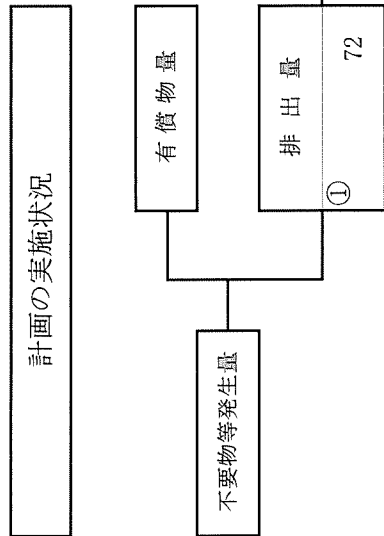 計画の実施状況
不要物等発生量
有償物量
排出量
①
72